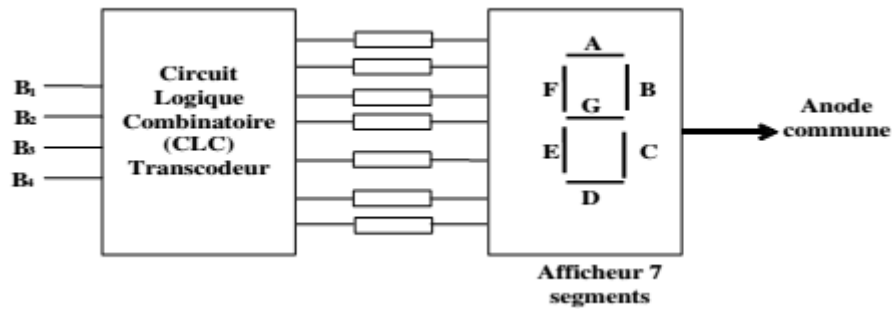 B₁
B₂
B₃
B₄
Circuit
Logique
Combinatoire
(CLC)
Transcodeur
A
F
B
G
E
C
D
Anode
commune
Afficheur 7
segments